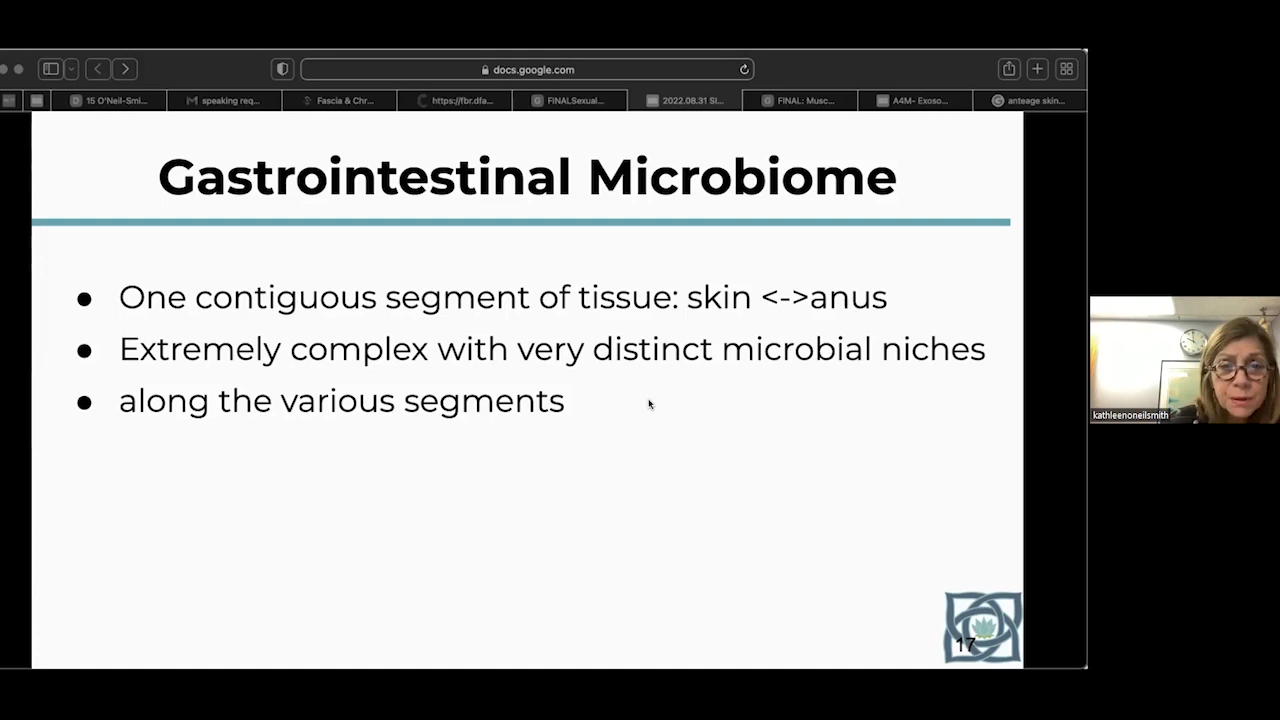 docs.google.com
15 O'Neil-Smi...
speaking req...
Fascia & Chr...
https://fbr.dfa...
FINALSexual...
2022.08.31 Sl...
FINAL: Musc...
A4M- Exoso...
anteage skin...
Gastrointestinal Microbiome
● One contiguous segment of tissue: skin <->anus
● Extremely complex with very distinct microbial niches
● along the various segments
17
kathleenoneilsmith